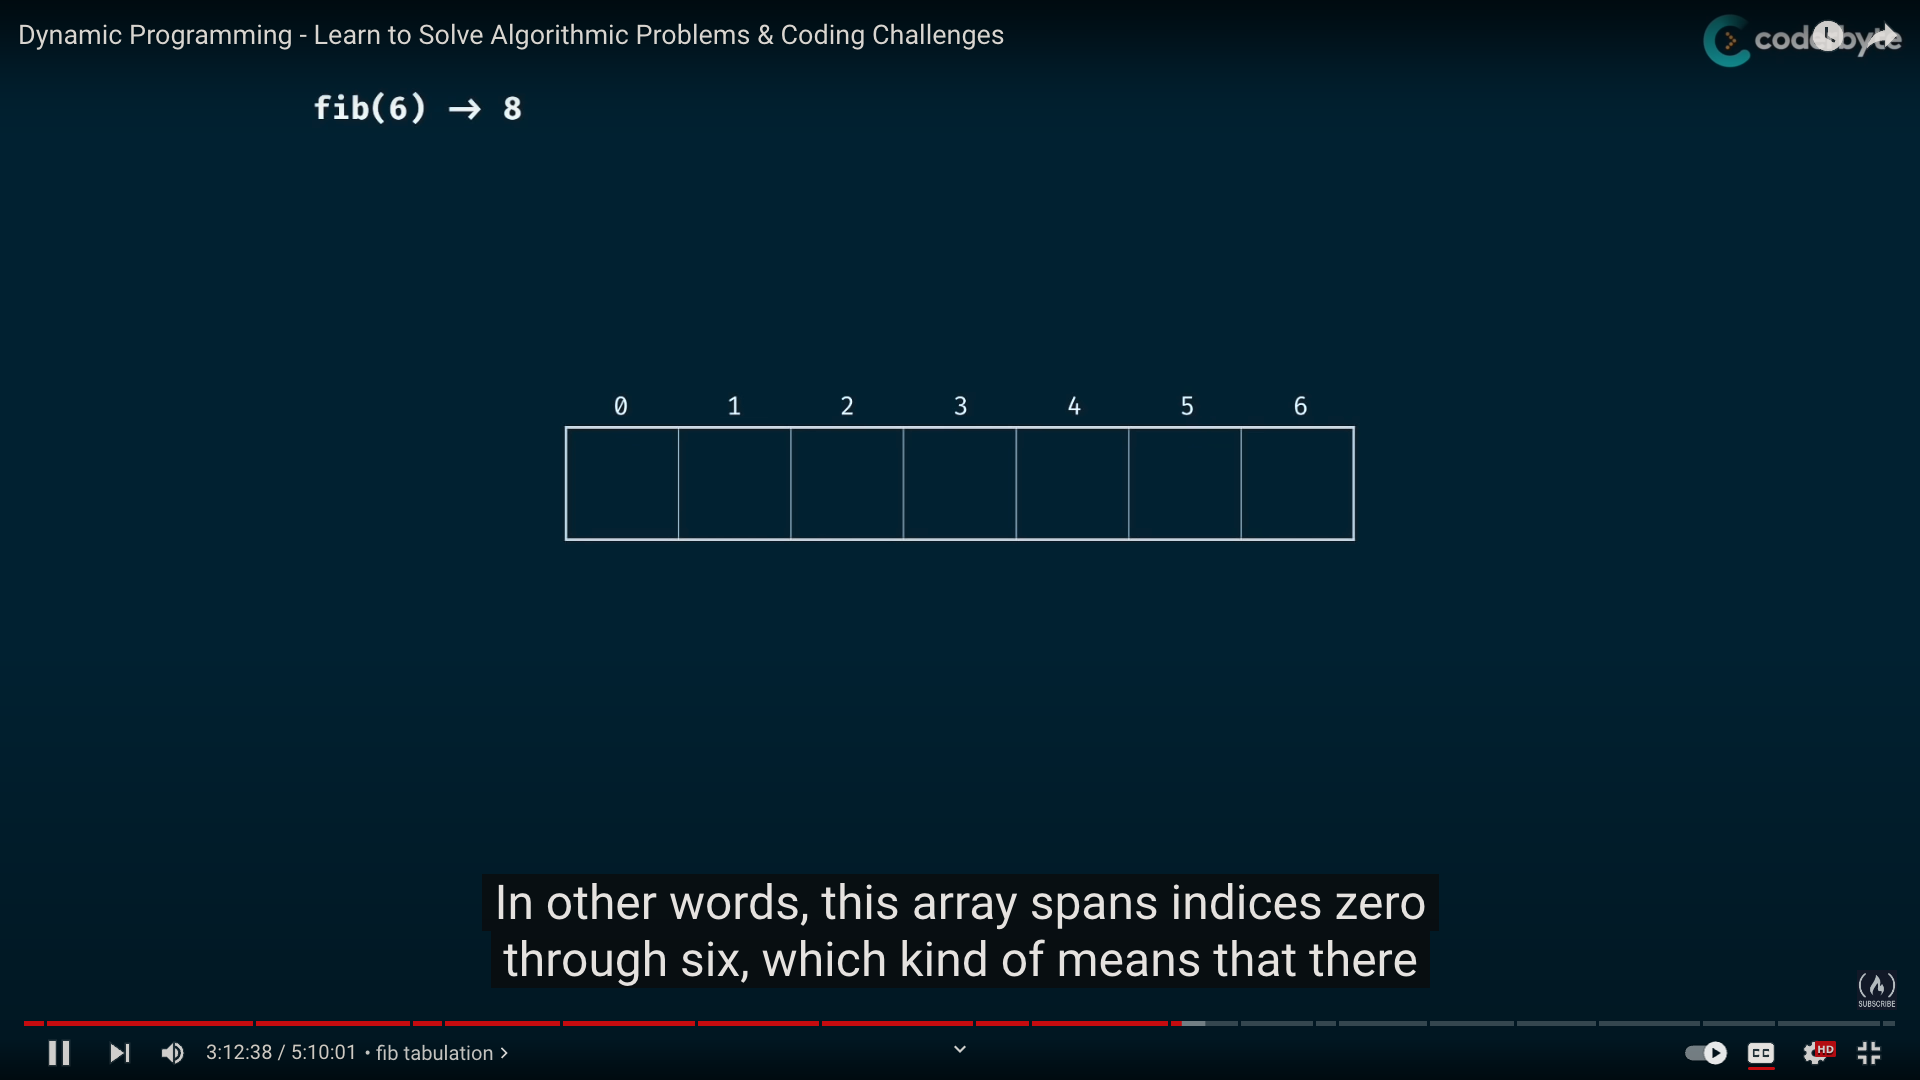 Dynamic Programming - Learn to Solve Algorithmic Problems & Coding Challenges
coderbyte
fib(6) → 8
0 1 2 3 4 5 6
In other words, this array spans indices zero
through six, which kind of means that there
SUBSCRIBE
3:12:38 / 5:10:01 • fib tabulation >
CC
HD